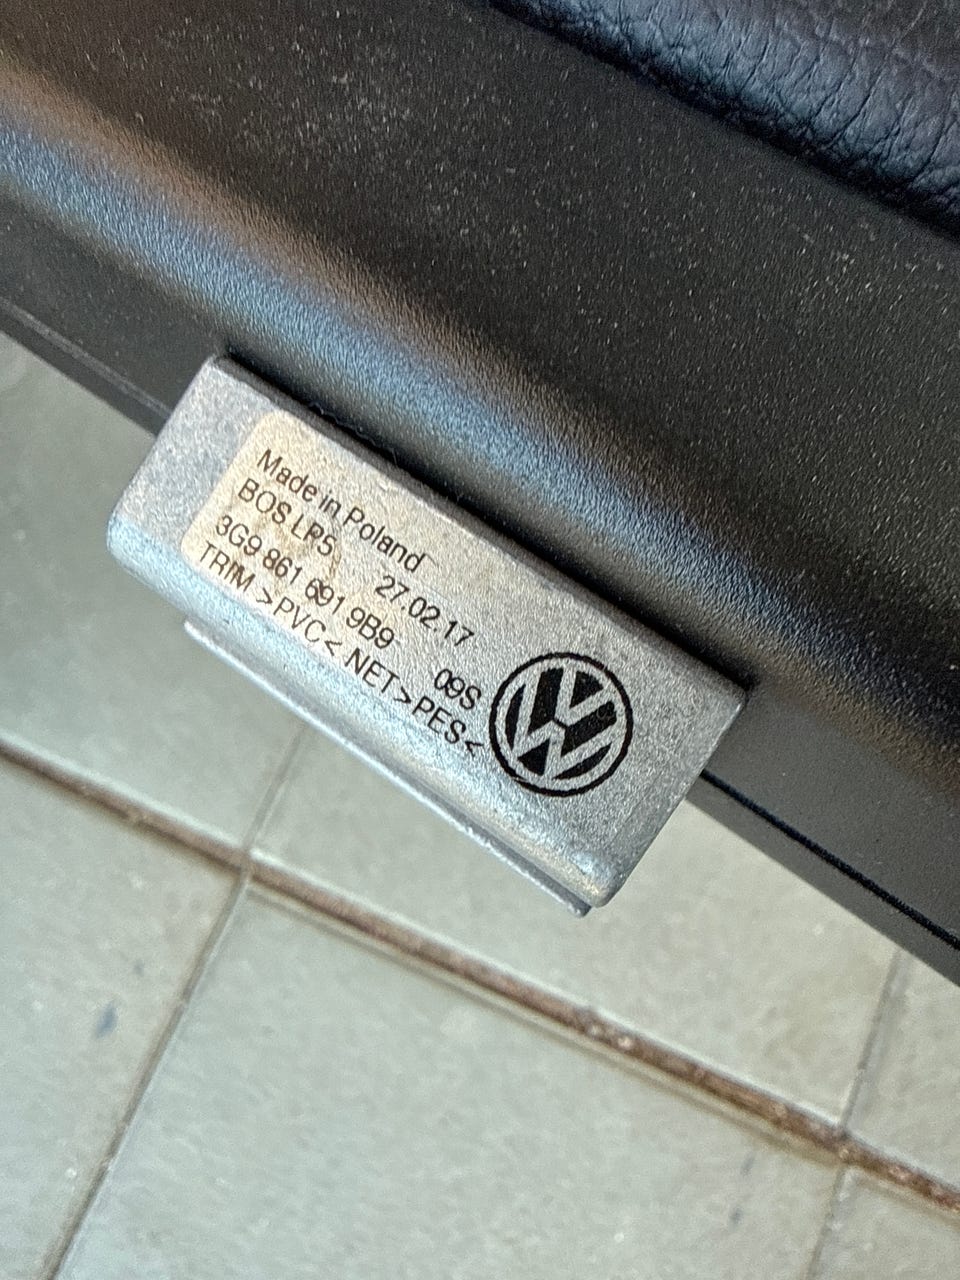 Made in Poland
BOS LP5 27.02.17
3G9 861 691 9B9 09S
TRIM >PVC< NET>PES<